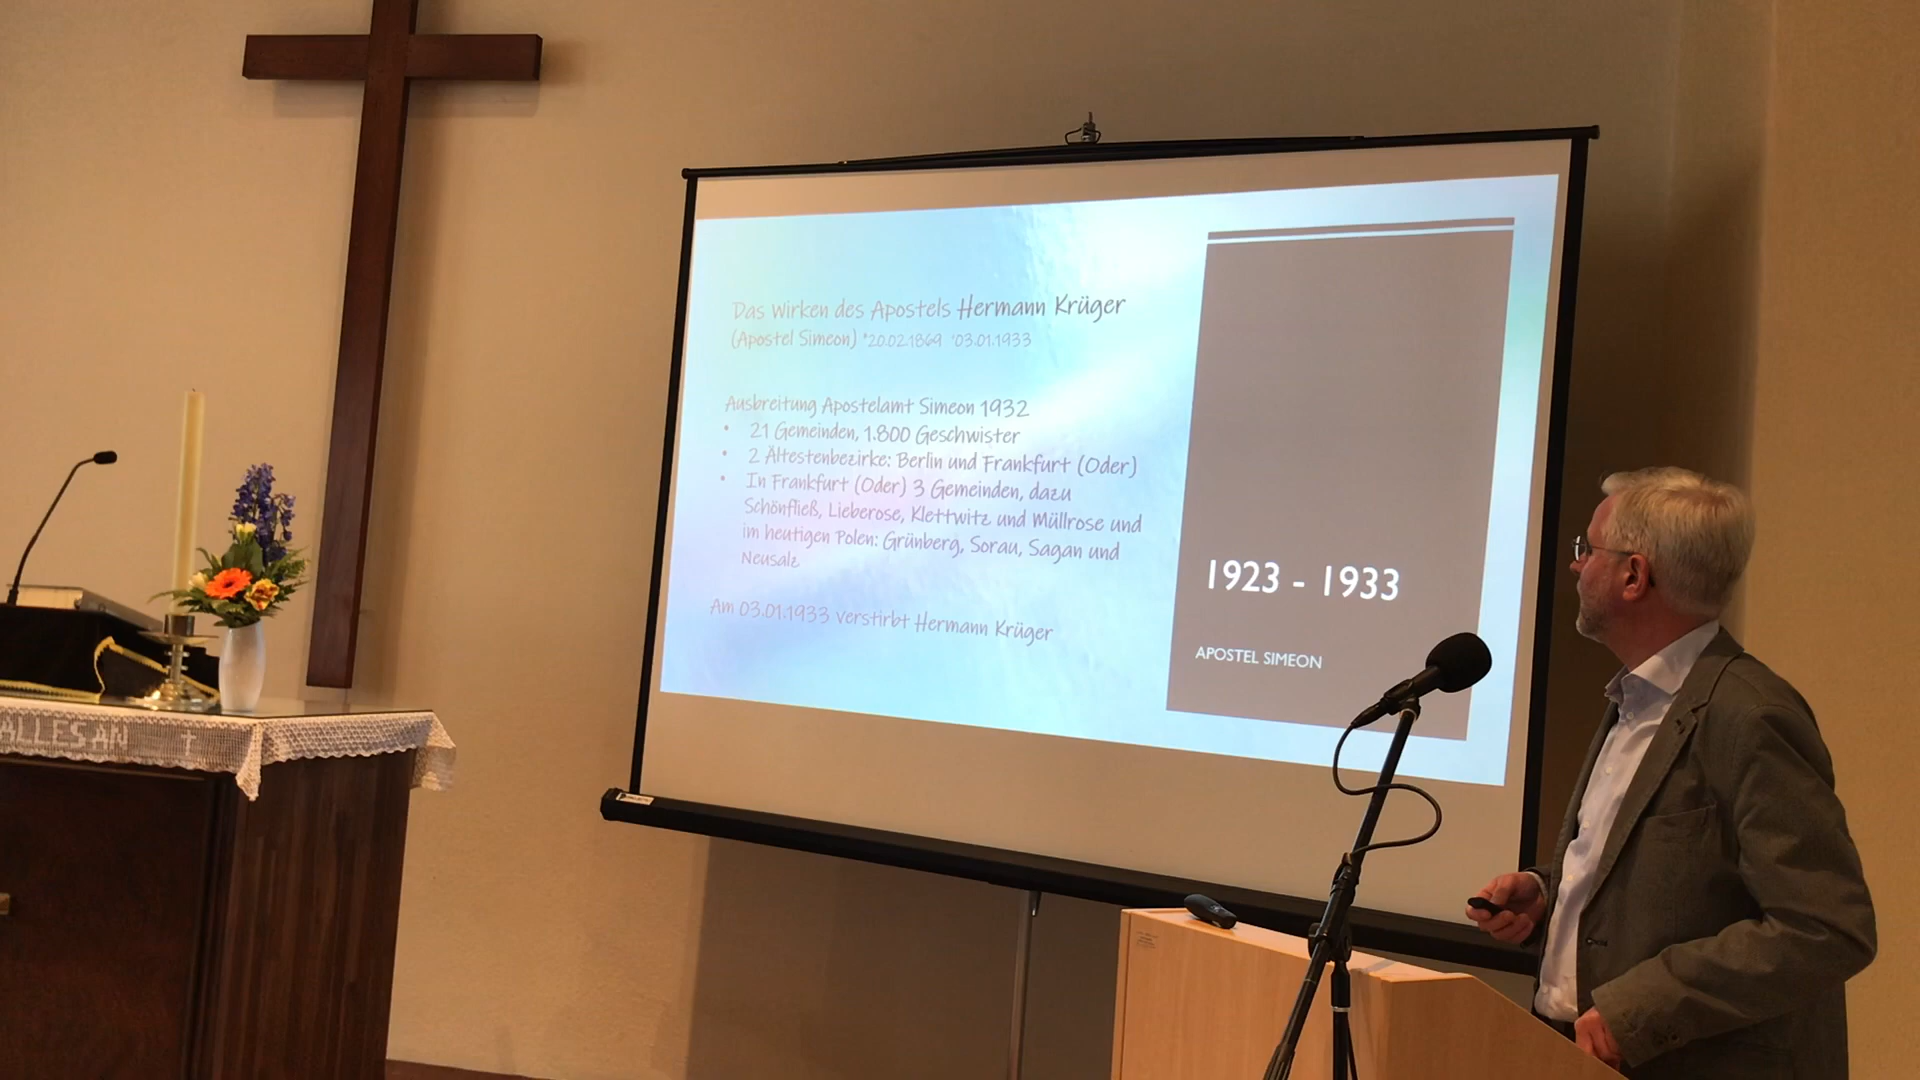 Das Wirken des Apostels Hermann Krüger
(Apostel Simeon) *20.02.1869 †03.01.1933
Ausbreitung Apostelamt Simeon 1932
• 21 Gemeinden, 1.800 Geschwister
• 2 Ältestenbezirke: Berlin und Frankfurt (Oder)
• In Frankfurt (Oder) 3 Gemeinden, dazu
Schönfließ, Lieberose, Klettwitz und Müllrose und
im heutigen Polen: Grünberg, Sorau, Sagan und
Neusalz
Am 03.01.1933 verstirbt Hermann Krüger
1923 - 1933
APOSTEL SIMEON
ALLES AN